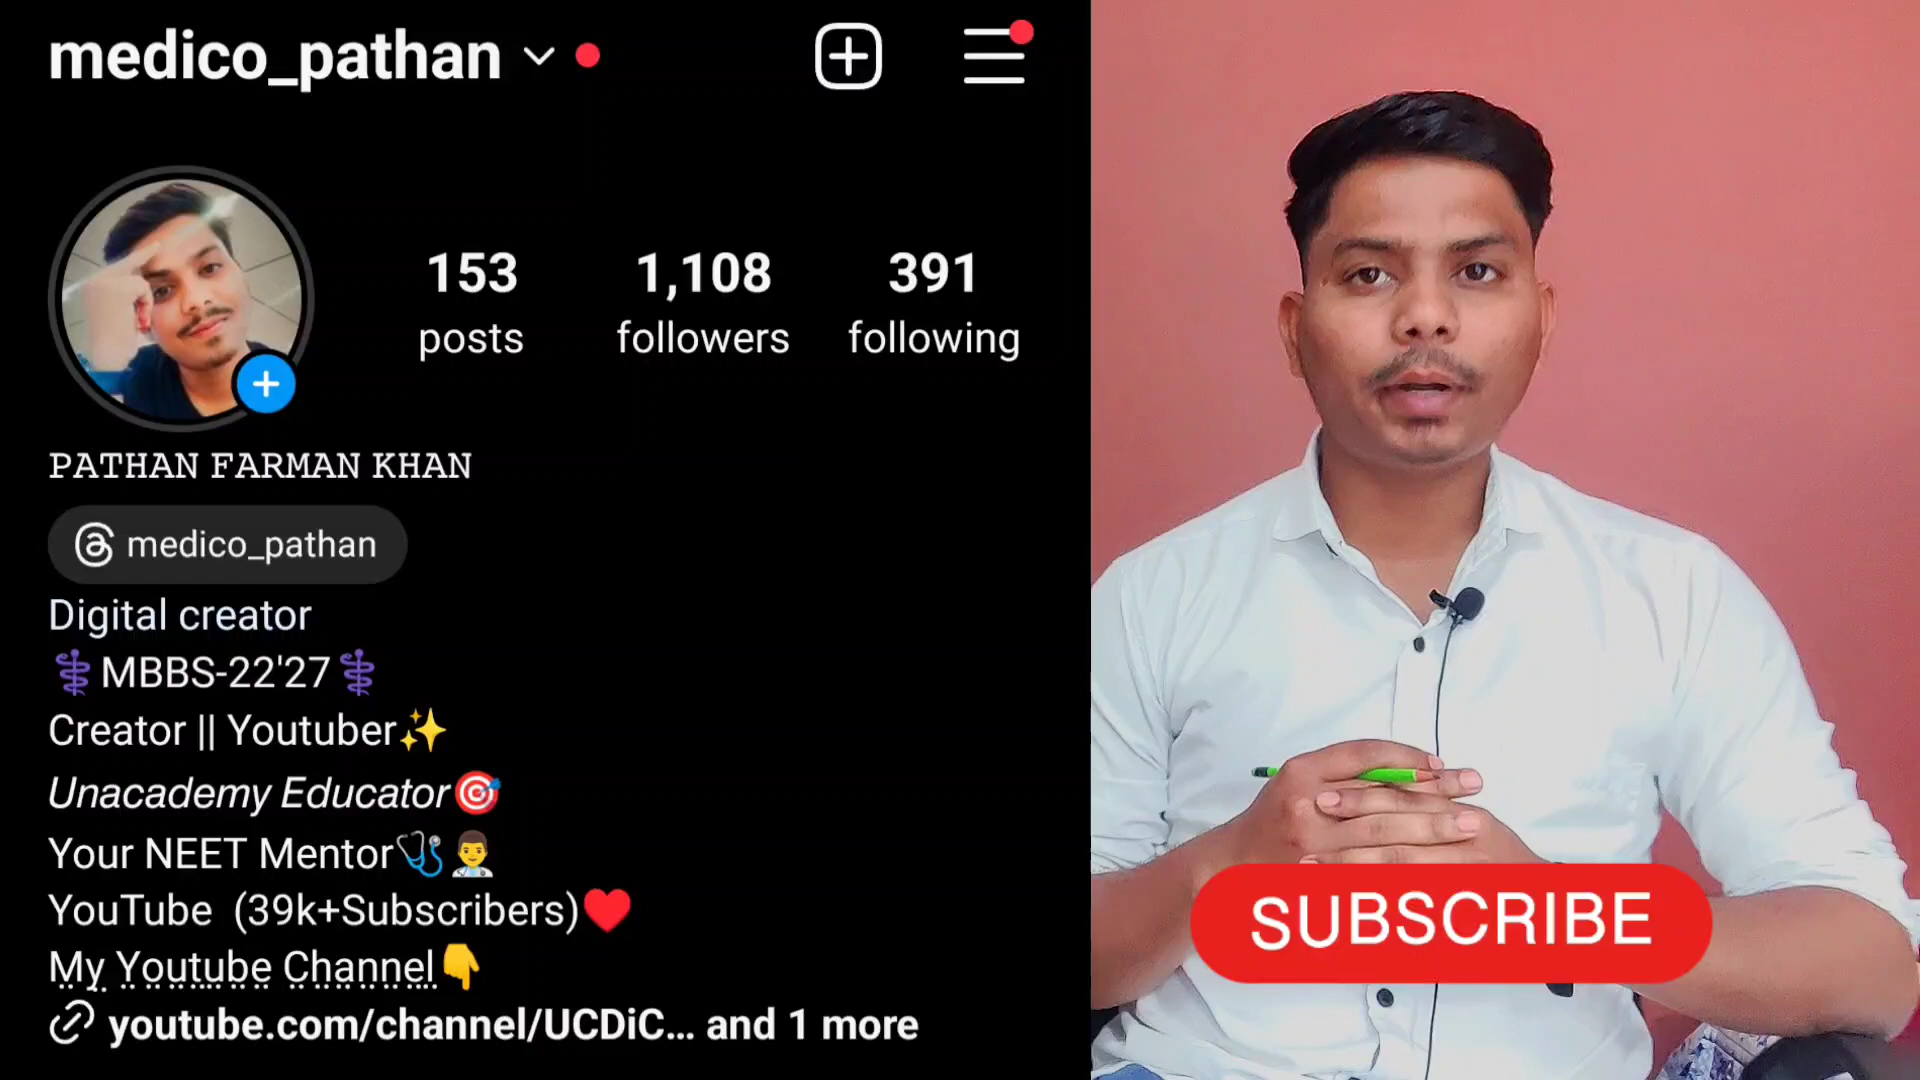 medico_pathan
153 1,108 391
posts followers following
PATHAN FARMAN KHAN
medico_pathan
Digital creator
⚕️MBBS-22'27⚕️
Creator || Youtuber✨
Unacademy Educator🎯
Your NEET Mentor🩺👨‍⚕️
YouTube (39k+Subscribers)♥️
My Youtube Channel👇
youtube.com/channel/UCDiC... and 1 more
SUBSCRIBE